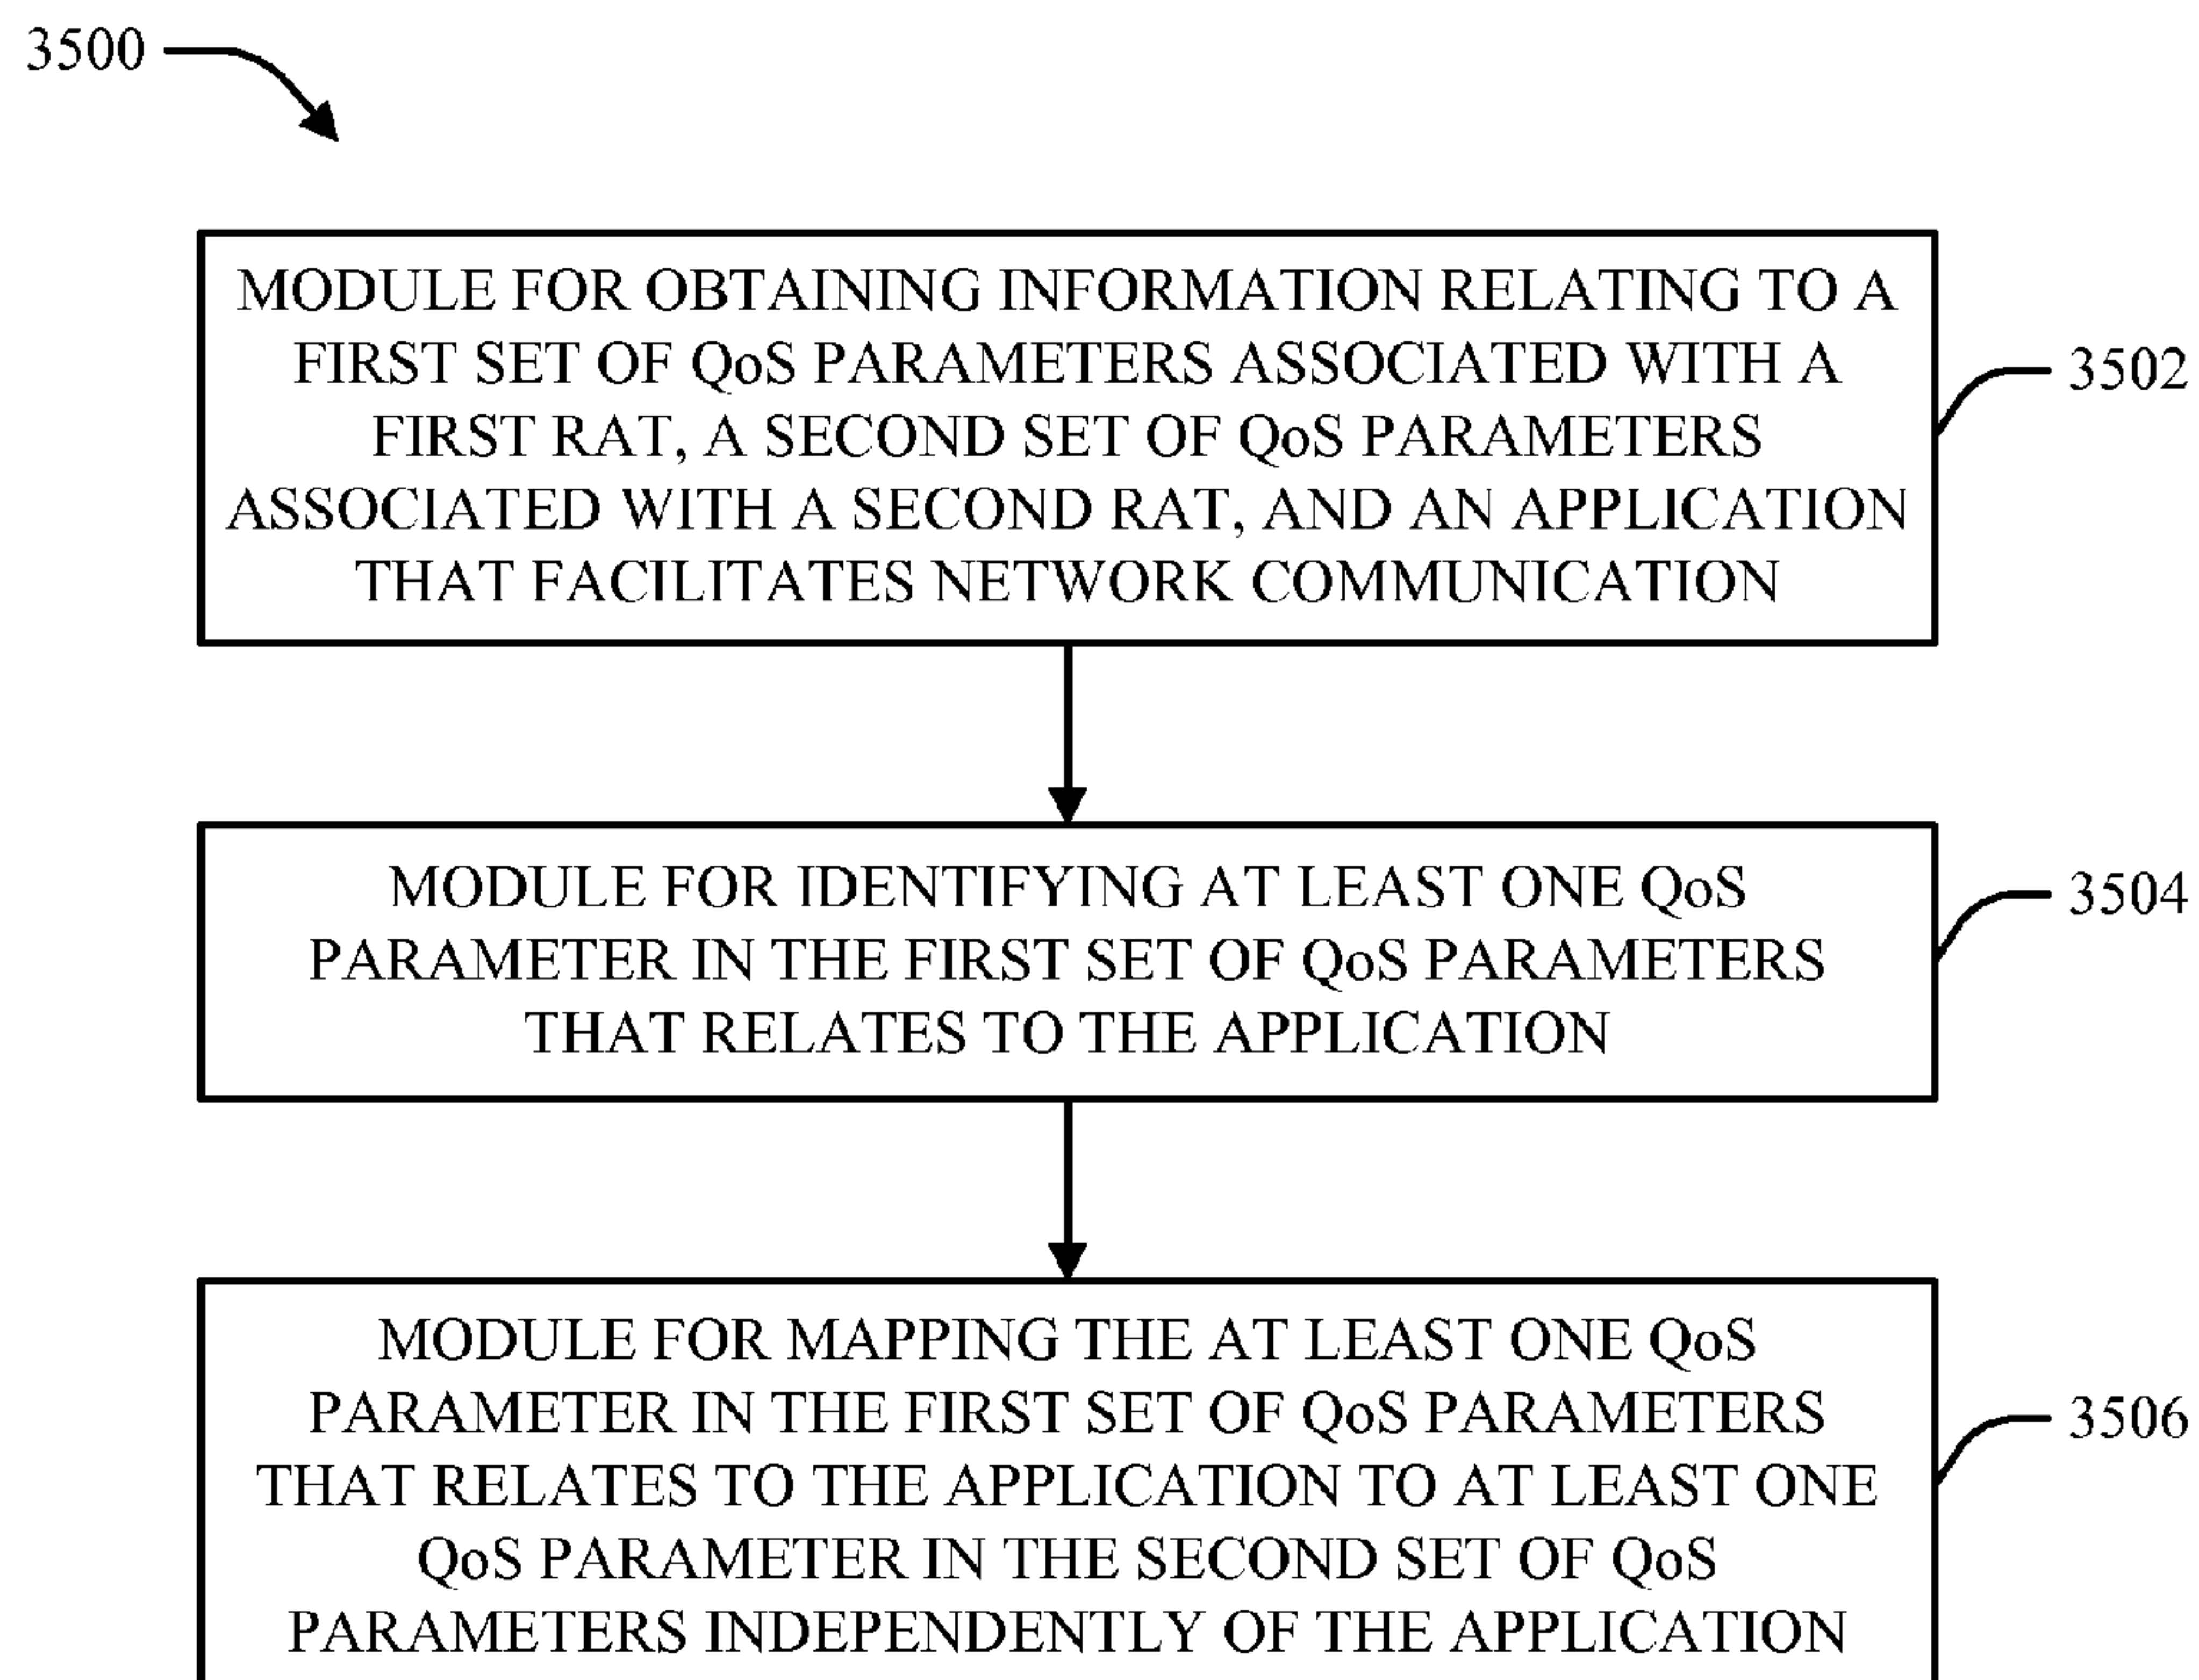 3500
MODULE FOR OBTAINING INFORMATION RELATING TO A
FIRST SET OF QoS PARAMETERS ASSOCIATED WITH A
FIRST RAT, A SECOND SET OF QoS PARAMETERS
ASSOCIATED WITH A SECOND RAT, AND AN APPLICATION
THAT FACILITATES NETWORK COMMUNICATION
3502
MODULE FOR IDENTIFYING AT LEAST ONE QoS
PARAMETER IN THE FIRST SET OF QoS PARAMETERS
THAT RELATES TO THE APPLICATION
3504
MODULE FOR MAPPING THE AT LEAST ONE QoS
PARAMETER IN THE FIRST SET OF QoS PARAMETERS
THAT RELATES TO THE APPLICATION TO AT LEAST ONE
QoS PARAMETER IN THE SECOND SET OF QoS
PARAMETERS INDEPENDENTLY OF THE APPLICATION
3506